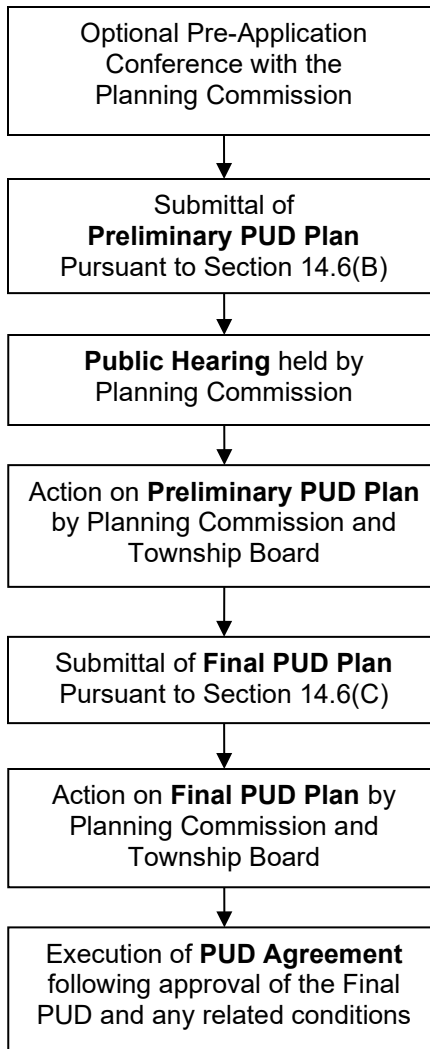 Optional Pre-Application
Conference with the
Planning Commission
Submittal of
Preliminary PUD Plan
Pursuant to Section 14.6(B)
Public Hearing held by
Planning Commission
Action on Preliminary PUD Plan
by Planning Commission and
Township Board
Submittal of Final PUD Plan
Pursuant to Section 14.6(C)
Action on Final PUD Plan by
Planning Commission and
Township Board
Execution of PUD Agreement
following approval of the Final
PUD and any related conditions